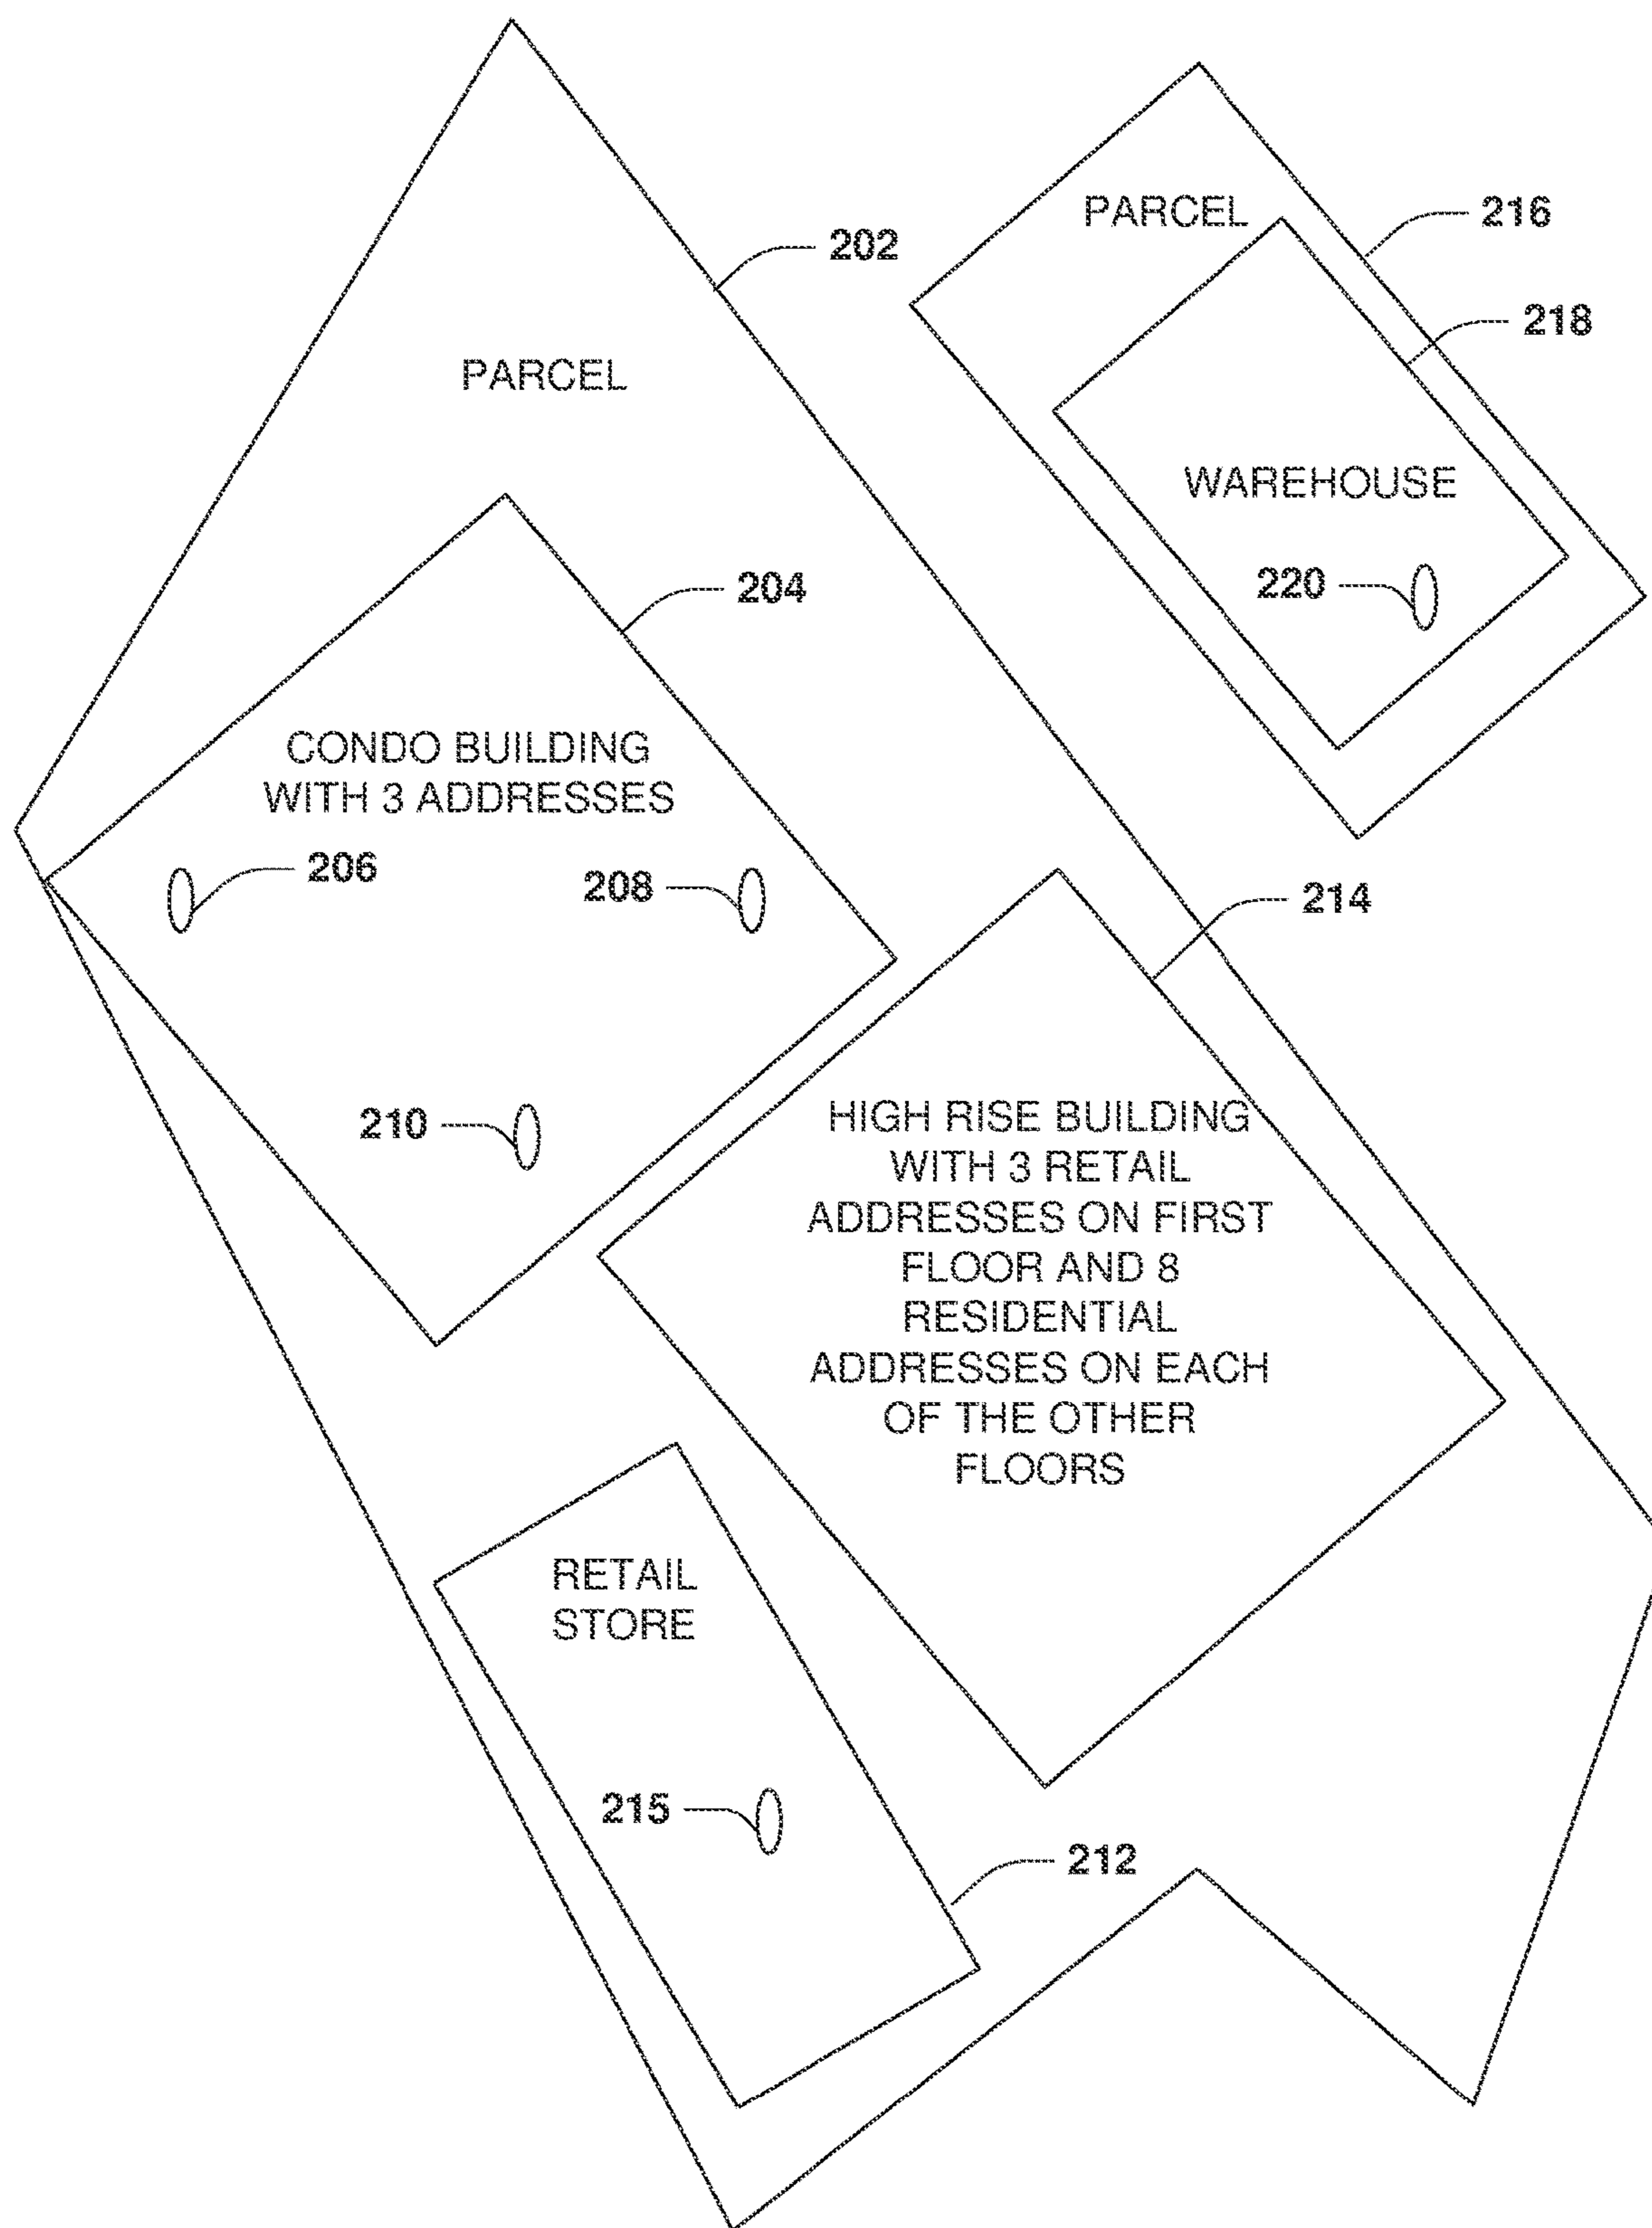 PARCEL
216
202
218
PARCEL
WAREHOUSE
220
204
CONDO BUILDING
WITH 3 ADDRESSES
206
208
214
210
HIGH RISE BUILDING
WITH 3 RETAIL
ADDRESSES ON FIRST
FLOOR AND 8
RESIDENTIAL
ADDRESSES ON EACH
OF THE OTHER
FLOORS
RETAIL
STORE
215
212